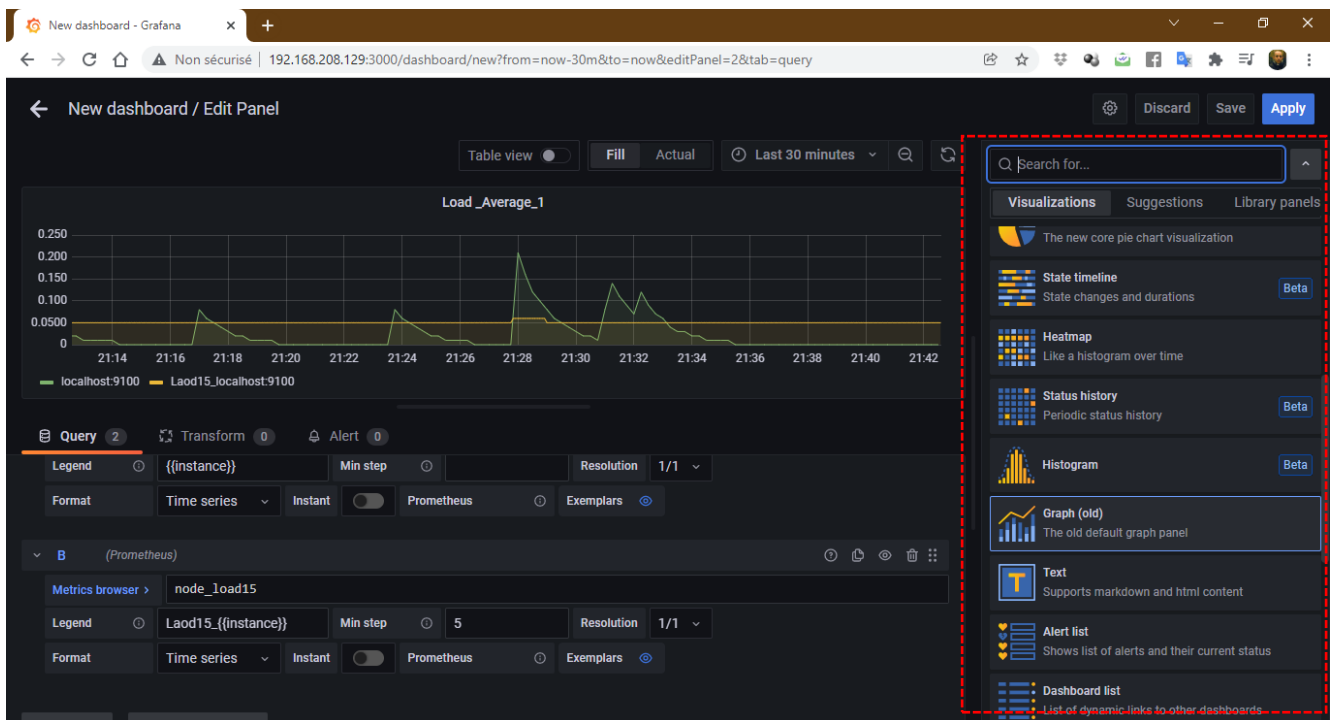 New dashboard - Grafana
Non sécurisé | 192.168.208.129:3000/dashboard/new?from=now-30m&to=now&editPanel=2&tab=query
New dashboard / Edit Panel
Discard Save Apply
Table view Fill Actual Last 30 minutes
Search for...
Visualizations Suggestions Library panels
Load _Average_1
0.250
0.200
0.150
0.100
0.0500
0
21:14 21:16 21:18 21:20 21:22 21:24 21:26 21:28 21:30 21:32 21:34 21:36 21:38 21:40 21:42
localhost:9100 Laod15_localhost:9100
Query 2 Transform 0 Alert 0
Legend {{instance}} Min step Resolution 1/1
Format Time series Instant Prometheus Exemplars
B (Prometheus)
Metrics browser > node_load15
Legend Laod15_{{instance}} Min step 5 Resolution 1/1
Format Time series Instant Prometheus Exemplars
The new core pie chart visualization
State timeline
State changes and durations
Beta
Heatmap
Like a histogram over time
Status history
Periodic status history
Beta
Histogram
Beta
Graph (old)
The old default graph panel
Text
Supports markdown and html content
Alert list
Shows list of alerts and their current status
Dashboard list
List of dynamic links to other dashboards